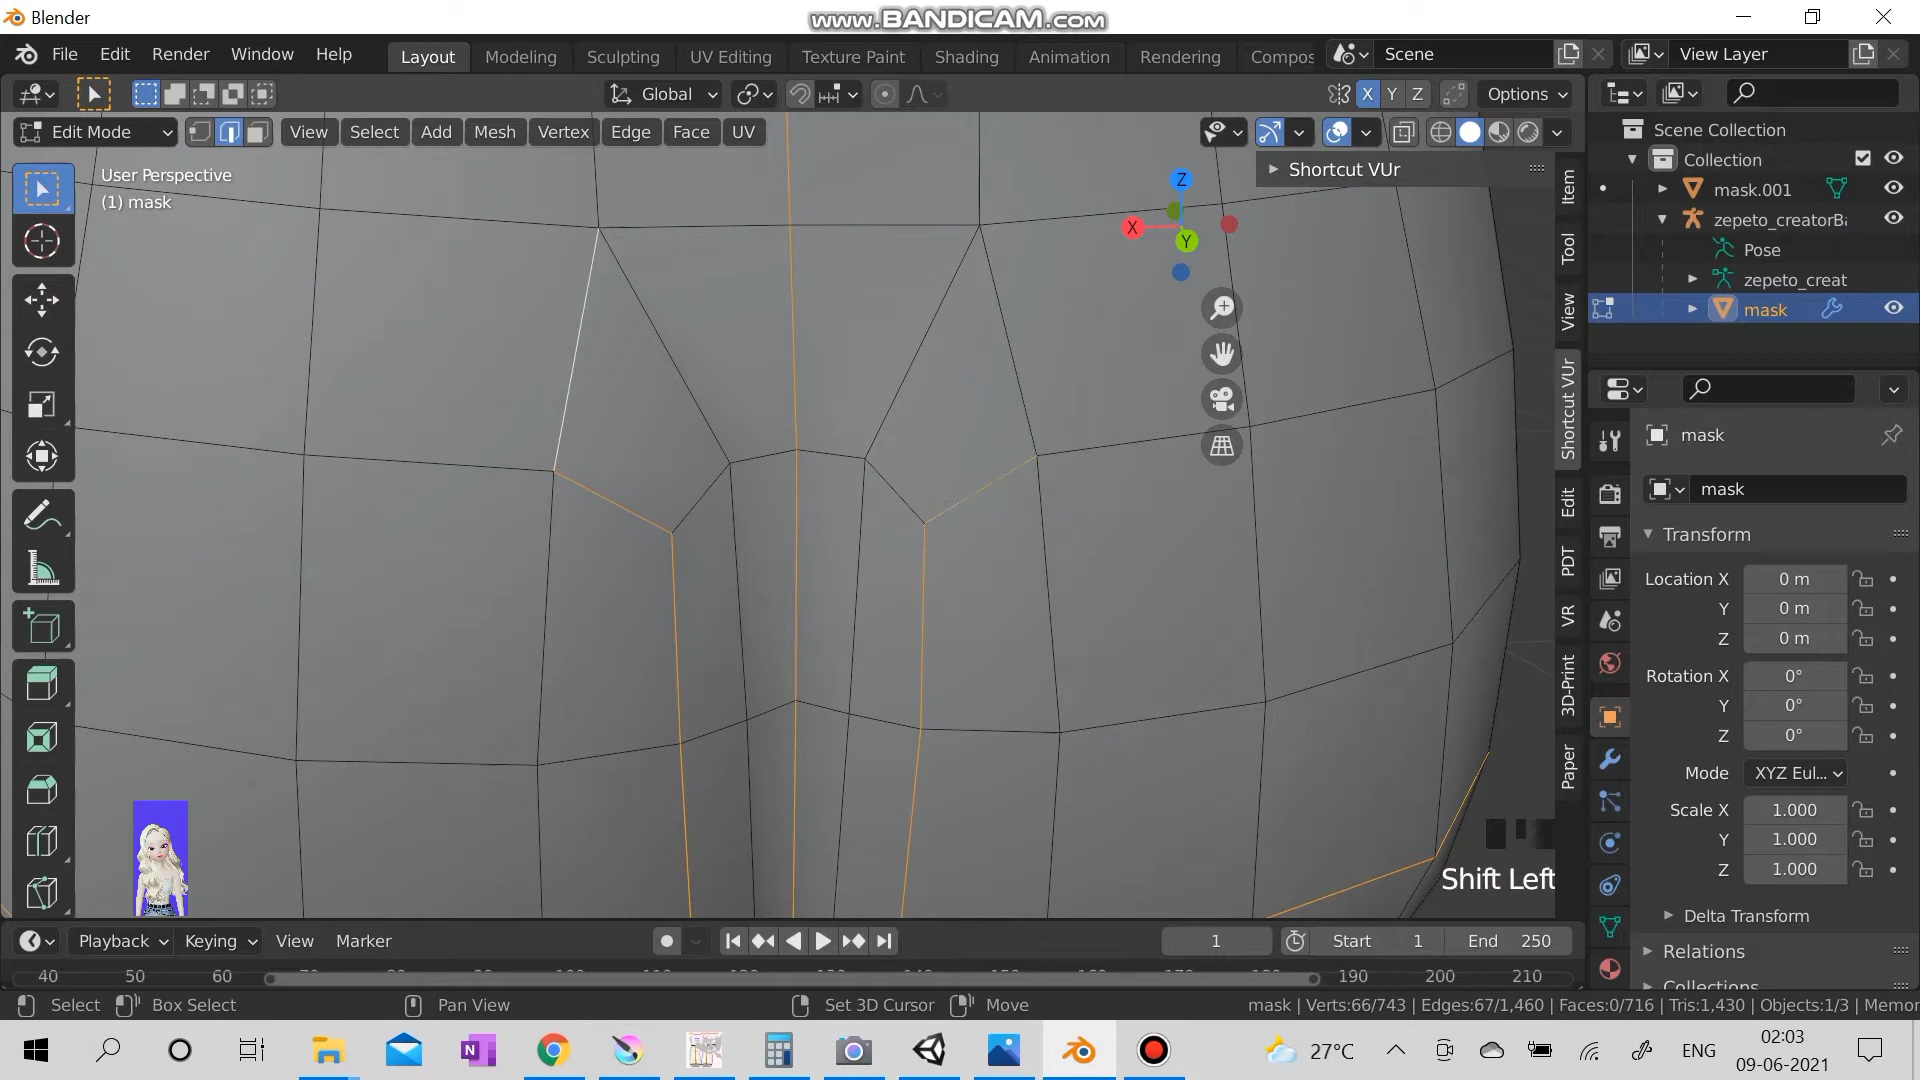 Blender
www.BANDICAM.com
File Edit Render Window Help
Layout Modeling Sculpting UV Editing Texture Paint Shading Animation Rendering Compos
Scene
View Layer
Global
X Y Z
Options
Edit Mode
View Select Add Mesh Vertex Edge Face UV
User Perspective
(1) mask
Shortcut VUr
Z
X
Y
Item
Tool
View
Shortcut VUr
Edit
PDT
VR
3D-Print
Paper
Scene Collection
Collection
mask.001
zepeto_creatorBa
Pose
zepeto_creat
mask
mask
mask
Transform
Location X 0 m
Y 0 m
Z 0 m
Rotation X 0°
Y 0°
Z 0°
Mode XYZ Eul...
Scale X 1.000
Y 1.000
Z 1.000
Delta Transform
Relations
Collections
Shift Left
Playback Keying View Marker
1
Start 1
End 250
40 50 60 190 200 210
Select Box Select Pan View Set 3D Cursor Move
mask | Verts:66/743 | Edges:67/1,460 | Faces:0/716 | Tris:1,430 | Objects:1/3 | Memor
N
27°C
ENG
02:03
09-06-2021